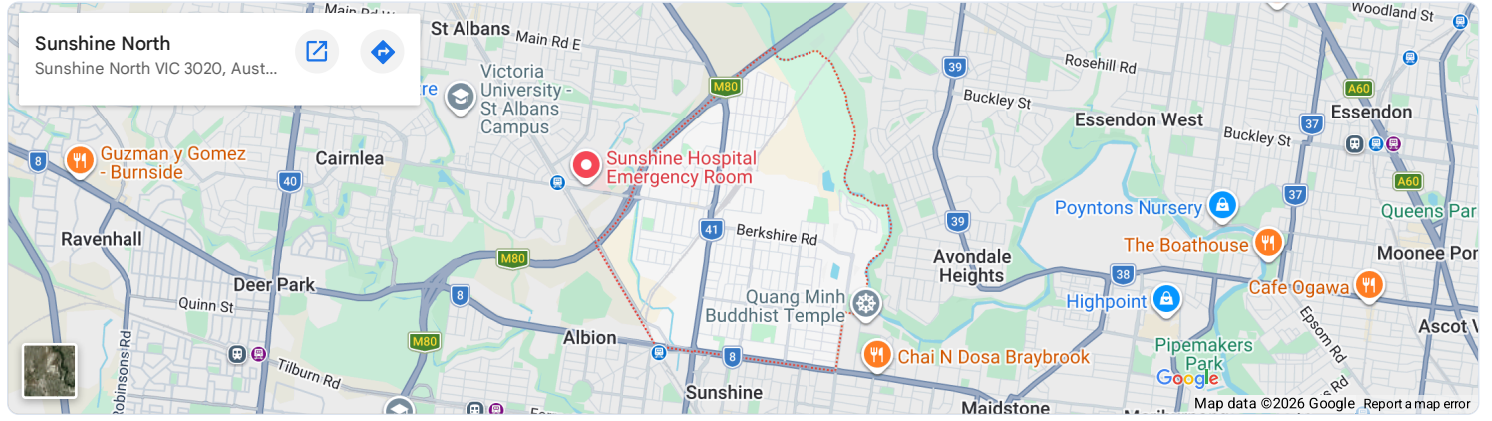 Sunshine North
Sunshine North VIC 3020, Aust...
Main Rd W
St Albans
Main Rd E
Victoria
University -
St Albans
Campus
tre
M80
39
Rosehill Rd
Woodland St
Buckley St
A60
Essendon
Essendon West
37
Buckley St
8
Guzman y Gomez
- Burnside
Cairnlea
Sunshine Hospital
Emergency Room
40
A60
37
Poyntons Nursery
Queens Par
Ravenhall
41
Berkshire Rd
39
The Boathouse
Moonee Pon
M80
Avondale
Heights
38
Deer Park
8
Quinn St
Quang Minh
Buddhist Temple
Highpoint
Cafe Ogawa
Albion
M80
8
Chai N Dosa Braybrook
Epsom Rd
Ascot V
Robinsons Rd
Tilburn Rd
Pipemakers
Park
Google
Sunshine
Maidstone
Map data ©2026 Google
Report a map error